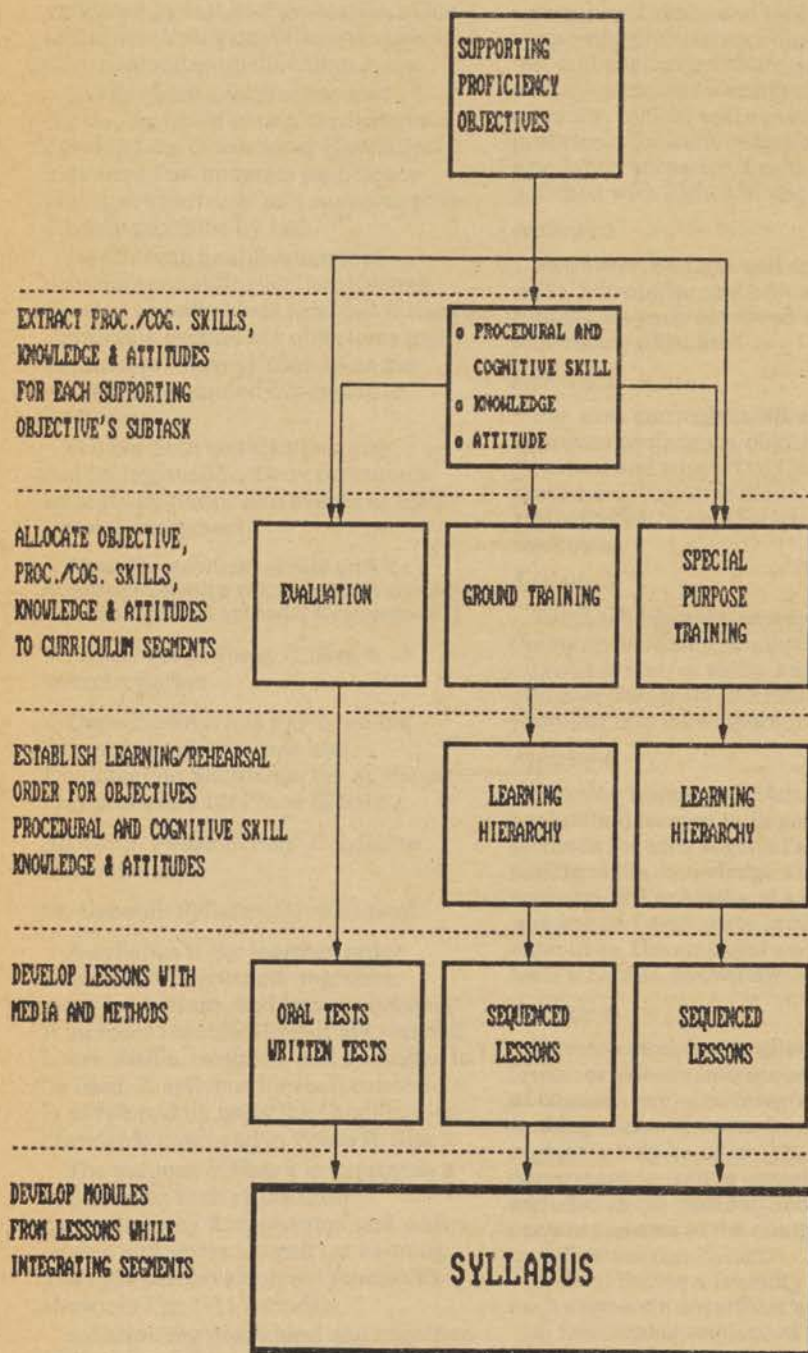 SUPPORTING
PROFICIENCY
OBJECTIVES
EXTRACT PROC./COG. SKILLS,
KNOWLEDGE & ATTITUDES
FOR EACH SUPPORTING
OBJECTIVE'S SUBTASK
• PROCEDURAL AND
COGNITIVE SKILL
• KNOWLEDGE
• ATTITUDE
ALLOCATE OBJECTIVE,
PROC./COG. SKILLS,
KNOWLEDGE & ATTITUDES
TO CURRICULUM SEGMENTS
EVALUATION
GROUND TRAINING
SPECIAL
PURPOSE
TRAINING
ESTABLISH LEARNING/REHEARSAL
ORDER FOR OBJECTIVES
PROCEDURAL AND COGNITIVE SKILL
KNOWLEDGE & ATTITUDES
LEARNING
HIERARCHY
LEARNING
HIERARCHY
DEVELOP LESSONS WITH
MEDIA AND METHODS
ORAL TESTS
WRITTEN TESTS
SEQUENCED
LESSONS
SEQUENCED
LESSONS
DEVELOP MODULES
FROM LESSONS WHILE
INTEGRATING SEGMENTS
SYLLABUS